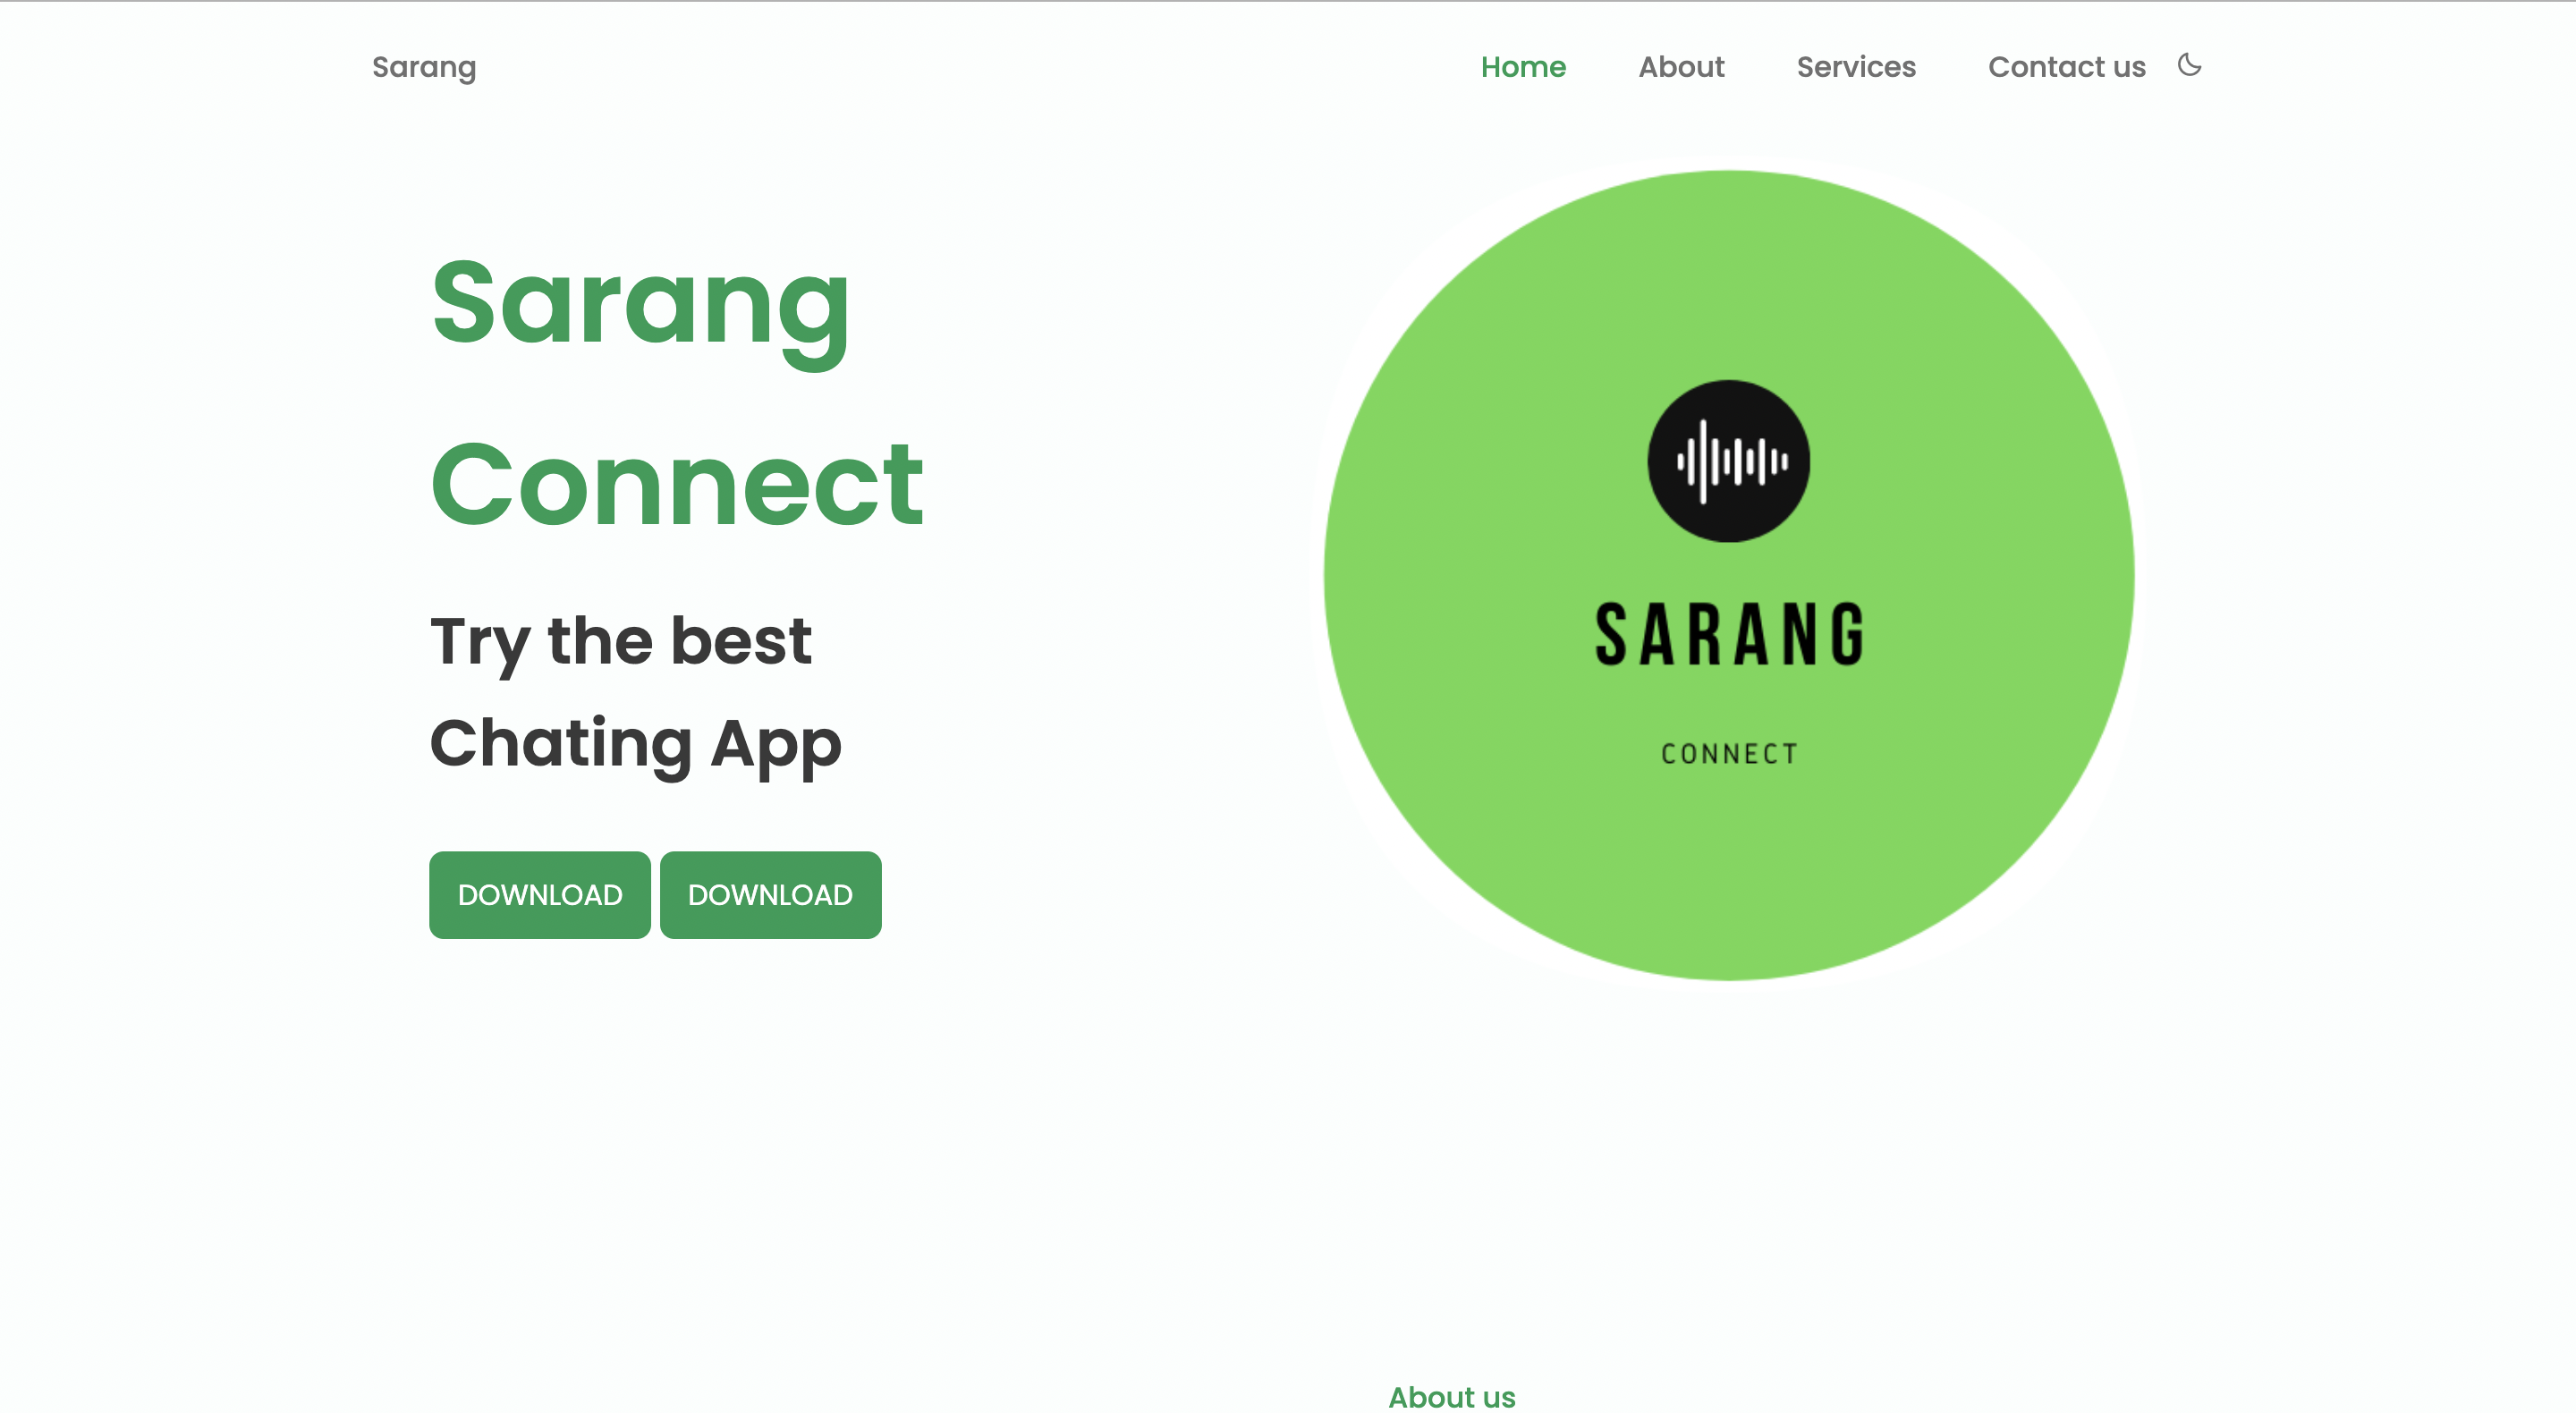 Sarang
Home About Services Contact us
Sarang
Connect
Try the best
Chating App
DOWNLOAD DOWNLOAD
SARANG
CONNECT
About us